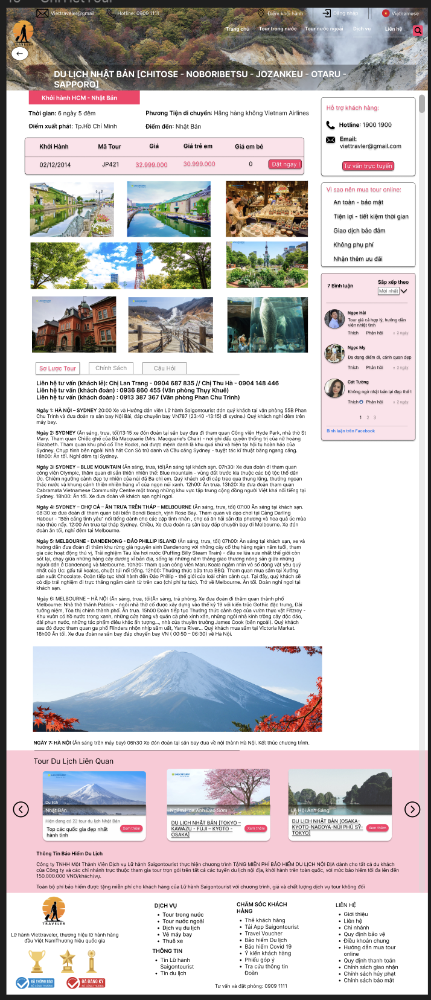 Viettraveler@gmail
Hotline: 0909 1111
Điểm khởi hành
Đăng nhập
Vietnamese
TRAVELER
Trang chủ
Tour trong nước
Tour nước ngoài
Dịch vụ
Liên hệ
DU LỊCH NHẬT BẢN [CHITOSE - NOBORIBETSU - JOZANKEU - OTARU -
SAPPORO]
Khởi hành HCM - Nhật Bản
Thời gian: 6 ngày 5 đêm
Phương Tiện di chuyển: Hãng hàng không Vietnam Airlines
Điểm xuất phát: Tp.Hồ Chí Minh
Điểm đến: Nhật Bản
Khởi Hành
Mã Tour
Giá
Giá trẻ em
Giá em bé
02/12/2014
JP421
32.999.000
30.999.000
0
Đặt ngay !
Hỗ trợ khách hàng:
Hotline: 1900 1900
Email:
viettravler@gmail.com
Tư vấn trực tuyến
Vì sao nên mua tour online:
An toàn - bảo mật
Tiện lợi - tiết kiệm thời gian
Giao dịch bảo đảm
Không phụ phí
Nhận thêm ưu đãi
7 Bình luận
Sắp xếp theo
Mới nhất
Ngọc Hải
Tour giá cả hợp lý, hướng dẫn
viên nhiệt tình
Thích
Phản hồi
• 2 ngày
Ngọc My
Đa dạng điểm đi, cảnh quan đẹp
Thích
Phản hồi
• 2 ngày
Cát Tường
Không ngờ nhật bản lại đẹp thế !
Thích
Phản hồi
• 2 ngày
1 2 3
Bình luận trên Facebook
Sơ Lược Tour
Chính Sách
Câu Hỏi
Liên hệ tư vấn (khách lẻ): Chị Lan Trang - 0904 687 835 // Chị Thu Hà - 0904 148 446
Liên hệ tư vấn (khách đoàn) : 0936 860 455 (Văn phòng Thụy Khuê)
Liên hệ tư vấn (khách đoàn) : 0913 387 367 (Văn phòng Phan Chu Trinh)
Ngày 1: HÀ NỘI – SYDNEY 20:00 Xe và Hướng dẫn viên Lữ hành Saigontourist đón quý khách tại văn phòng 55B Phan
Chu Trinh và đưa đoàn ra sân bay Nội Bài, đáp chuyến bay VN787 (23:40 -13:15) đi sydne.) Quý khách nghỉ đêm trên
máy bay.
Ngày 2: SYDNEY (Ăn sáng, trưa, tối)13:15 xe đón đoàn tại sân bay đưa đi tham quan Công viên Hyde Park, nhà thờ St
Mary. Tham quan Chiếc ghế của Bà Macquarie (Mrs. Macquarie's Chair) - nơi ghi dấu quyền thống trị của nữ hoàng
Elizabeth. Tham quan khu phố cổ The Rocks, nơi được mệnh danh là khu quá khứ và hiện tại hội tụ hoàn hảo của
Sydney. Chụp hình bên ngoài Nhà hát Con Sò trứ danh và Cầu cảng Sydney - tuyệt tác kĩ thuật băng ngang cảng.
18h00: Ăn tối. Nghỉ đêm tại Sydney.
Ngày 3: SYDNEY – BLUE MOUNTAIN (Ăn sáng, trưa, tối)Ăn sáng tại khách sạn. 07h30: Xe đưa đoàn đi tham quan
công viên Olympic, thăm quan di sản thiên nhiên thế: Blue mountain - vùng đất trước kia thuộc các bộ tộc thổ dân
Úc. Chiêm ngưỡng cảnh đẹp tự nhiên của núi đá Ba chị em. Quý khách sẽ đi cáp treo qua thung lũng, thưởng ngoạn
thác nước và khung cảnh thiên nhiên hùng vĩ của ngọn núi xanh. 12h00: Ăn trưa. 13h20: Xe đưa đoàn tham quan
Cabramata Vietnamese Community Centre một trong những khu vực tập trung cộng đồng người Việt khá nổi tiếng tại
Sydney. 18h00: Ăn tối. Xe đoàn về khách sạn nghỉ ngơi.
Ngày 4: SYDNEY – CHỢ CÁ – ĂN TRƯA TRÊN THÁP – MELBOURNE (Ăn sáng, trưa, tối) 07:00 Ăn sáng tại khách sạn.
08:30 xe đưa đoàn đi tham quan bãi biển Bondi Beach, vịnh Rose Bay. Tham quan và dạo chơi tại Cảng Darling
Habour - "Bến cảng tình yêu" nổi tiếng dành cho các cặp tình nhân , chợ cá ăn hải sản địa phương và hoa quả úc mùa
nào thức nấy. 12:00 Ăn trưa tại tháp Sydney. Chiều, Xe đưa đoàn ra sân bay đáp chuyến bay đi Melbourne. Xe đón
đoàn ăn tối, nghỉ đêm tại Melbourne.
Ngày 5: MELBOURNE - DANDENONG - ĐẢO PHILLIP ISLAND (Ăn sáng, trưa, tối) 07h00: Ăn sáng tại khách sạn, xe và
hướng dẫn đưa đoàn đi thăm khu rừng già nguyên sinh Dandenong với những cây cổ thụ hàng ngàn năm tuổi, tham
gia các hoạt động thú vị, Trải nghiệm Tàu lửa hơi nước (Puffing Billy Steam Train) - đầu xe lửa xưa nhất thế giới còn
sót lại, chạy giữa những hàng cây dương xỉ bản địa, sống lại những năm tháng giao thương nông sản giữa những
người dân ở Dandenong và Melbourne. 10h30: Tham quan công viên Maru Koala ngắm nhìn vô số động vật yêu quý
nhất của Úc: gấu túi koalas, chuột túi nổi tiếng. 12h00: Thưởng thức bữa trưa BBQ. Tham quan mua sắm tại Xưởng
sản xuất Chocolate. Đoàn tiếp tục khởi hành đến Đảo Phillip - thế giới của loài chim cánh cụt. Tại đây, quý khách sẽ
có dịp trải nghiệm đi trực thăng ngắm cảnh từ trên cao (chi phí tự túc). Trở về Melbourne. Ăn tối. Đoàn nghỉ ngơi tại
khách sạn.
Ngày 6: MELBOURNE – HÀ NỘI (Ăn sáng, trưa, tối)Ăn sáng, trả phòng. Xe đưa đoàn đi thăm quan thành phố
Melbourne: Nhà thờ thánh Patrick - ngôi nhà thờ cổ được xây dựng vào thế kỷ 19 với kiến trúc Gothic đặc trưng, Đài
tưởng niệm, Tòa thị chính thành phố. Ăn trưa. 15h00 Đoàn tiếp tục Thưởng thức cảnh đẹp của vườn thực vật Fitzroy -
Khu vườn có hồ nước trong xanh, những cửa hàng và quán cà phê xinh xắn, những ngôi nhà kính trồng cây độc đáo,
đài phun nước, những tác phẩm điêu khắc ấn tượng..., nhà của thuyền trưởng James Cook (bên ngoài). Quý khách
sau đó được tham quan ga phố Flinders nhộn nhịp sầm uất, Yarra River... Quý khách mua sắm tại Victoria Market.
18h00 Ăn tối. Xe đưa đoàn ra sân bay đáp chuyến bay VN ( 00:50 – 06:30) về Hà Nội.
NGÀY 7: HÀ NỘI (Ăn sáng trên máy bay) 06h30 Xe đón đoàn tại sân bay đưa về nội thành Hà Nội. Kết thúc chương trình.
Tour Du Lịch Liên Quan
Du lịch
Nhật Bản
Hiện đang có 22 tour du lịch Nhật Bản
Top các quốc gia đẹp nhất
hành tinh
Xem thêm
Ngắm Hoa Anh Đào Sớm
DU LỊCH NHẬT BẢN [TOKYO –
KAWAZU - FUJI – KYOTO -
OSAKA]
Xem thêm
Lễ Hội Ánh Sáng
DU LỊCH NHẬT BẢN [OSAKA-
KYOTO-NAGOYA-NÚI PHÚ SỸ-
TOKYO]
Xem thêm
Thông Tin Bảo Hiểm Du Lịch
Công ty TNHH Một Thành Viên Dịch vụ Lữ hành Saigontourist thực hiện chương trình TẶNG MIỄN PHÍ BẢO HIỂM DU LỊCH NỘI ĐỊA dành cho tất cả du khách
của Công ty và các chi nhánh trực thuộc tham gia tour trọn gói trên tất cả các tuyến du lịch nội địa, khởi hành trên toàn quốc, với mức bảo hiểm tối đa lên đến
150.000.000 VNĐ/khách/vụ.
Toàn bộ phí bảo hiểm được tặng miễn phí cho khách hàng của Lữ hành Saigontourist với chương trình, giá và chất lượng dịch vụ tour không đổi
TRAVELER
Lữ hành Viettraveler, thương hiệu lữ hành hàng
đầu Việt NamThương hiệu quốc gia
ĐÃ THÔNG BÁO
BỘ CÔNG THƯƠNG
ĐÃ ĐĂNG KÝ
BỘ CÔNG THƯƠNG
DỊCH VỤ
• Tour trong nước
• Tour nước ngoài
• Dịch vụ du lịch
• Vé máy bay
• Thuê xe
THÔNG TIN
• Tin Lữ hành
Saigontourist
• Tin du lịch
CHĂM SÓC KHÁCH
HÀNG
• Thẻ khách hàng
• Tải App Saigontourist
• Travel Voucher
• Bảo hiểm Du lịch
• Bảo hiểm Covid 19
• Ý kiến khách hàng
• Phiếu góp ý
• Tra cứu thông tin
Đoàn
Tư vấn và đặt phòng: 0909 1111
LIÊN HỆ
• Giới thiệu
• Liên hệ
• Chi nhánh
• Quy định bảo vệ
• Điều khoản chung
• Hướng dẫn mua tour
online
• Quy định thanh toán
• Chính sách giao nhận
• Chính sách hủy phạt
• Chính sách bảo mật